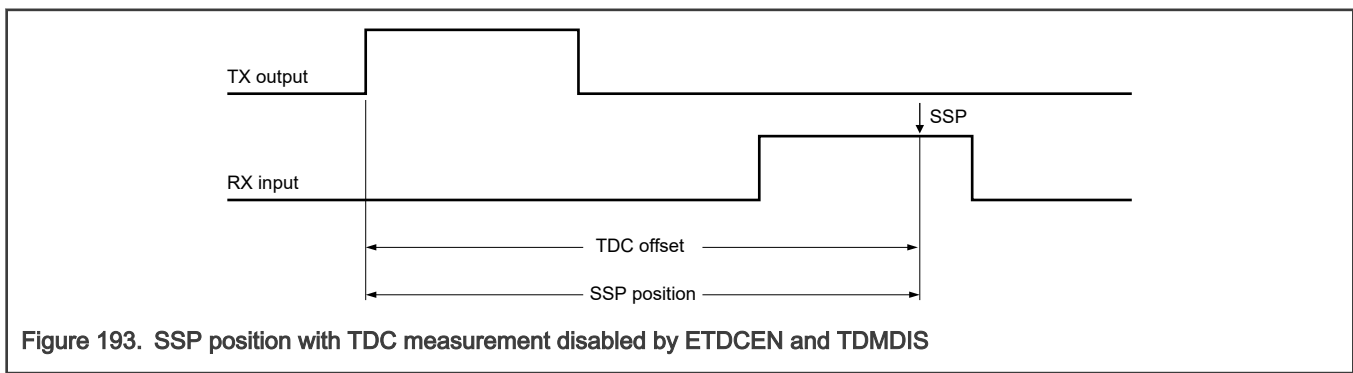 TX output
SSP
RX input
TDC offset
SSP position
Figure 193. SSP position with TDC measurement disabled by ETDCEN and TDMDIS